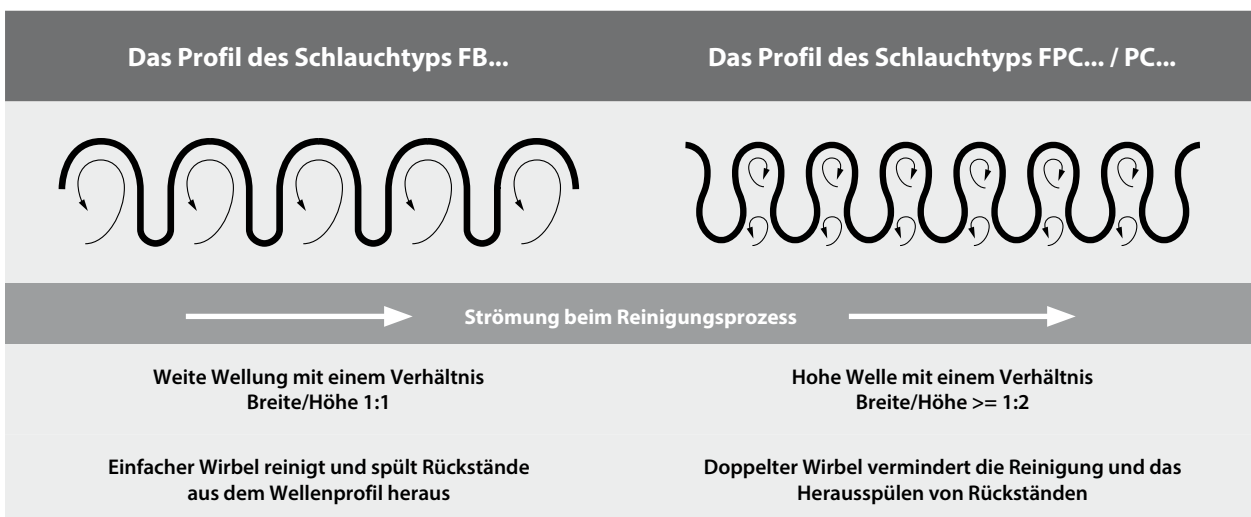 Das Profil des Schlauchtyps FB...
Das Profil des Schlauchtyps FPC... / PC...
Strömung beim Reinigungsprozess
Weite Wellung mit einem Verhältnis
Breite/Höhe 1:1
Hohe Welle mit einem Verhältnis
Breite/Höhe >= 1:2
Einfacher Wirbel reinigt und spült Rückstände
aus dem Wellenprofil heraus
Doppelter Wirbel vermindert die Reinigung und das
Herausspülen von Rückständen